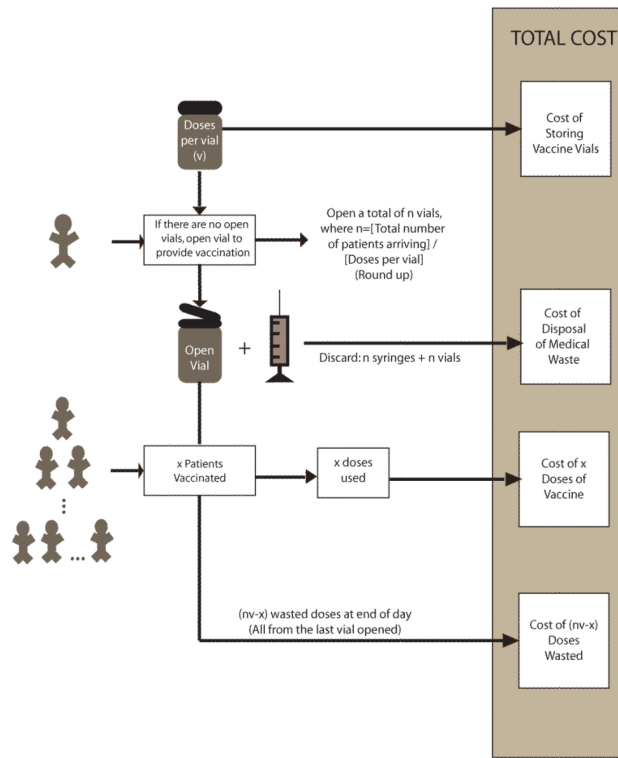 TOTAL COST
Doses
per vial
(v)
Cost of
Storing
Vaccine Vials
If there are no open
vials, open vial to
provide vaccination
Open a total of n vials,
where n=[Total number
of patients arriving] /
[Doses per vial]
(Round up)
Open
Vial
+
Discard: n syringes + n vials
Cost of
Disposal
of Medical
Waste
x Patients
Vaccinated
x doses
used
Cost of x
Doses of
Vaccine
(nv-x) wasted doses at end of day
(All from the last vial opened)
Cost of (nv-x)
Doses
Wasted